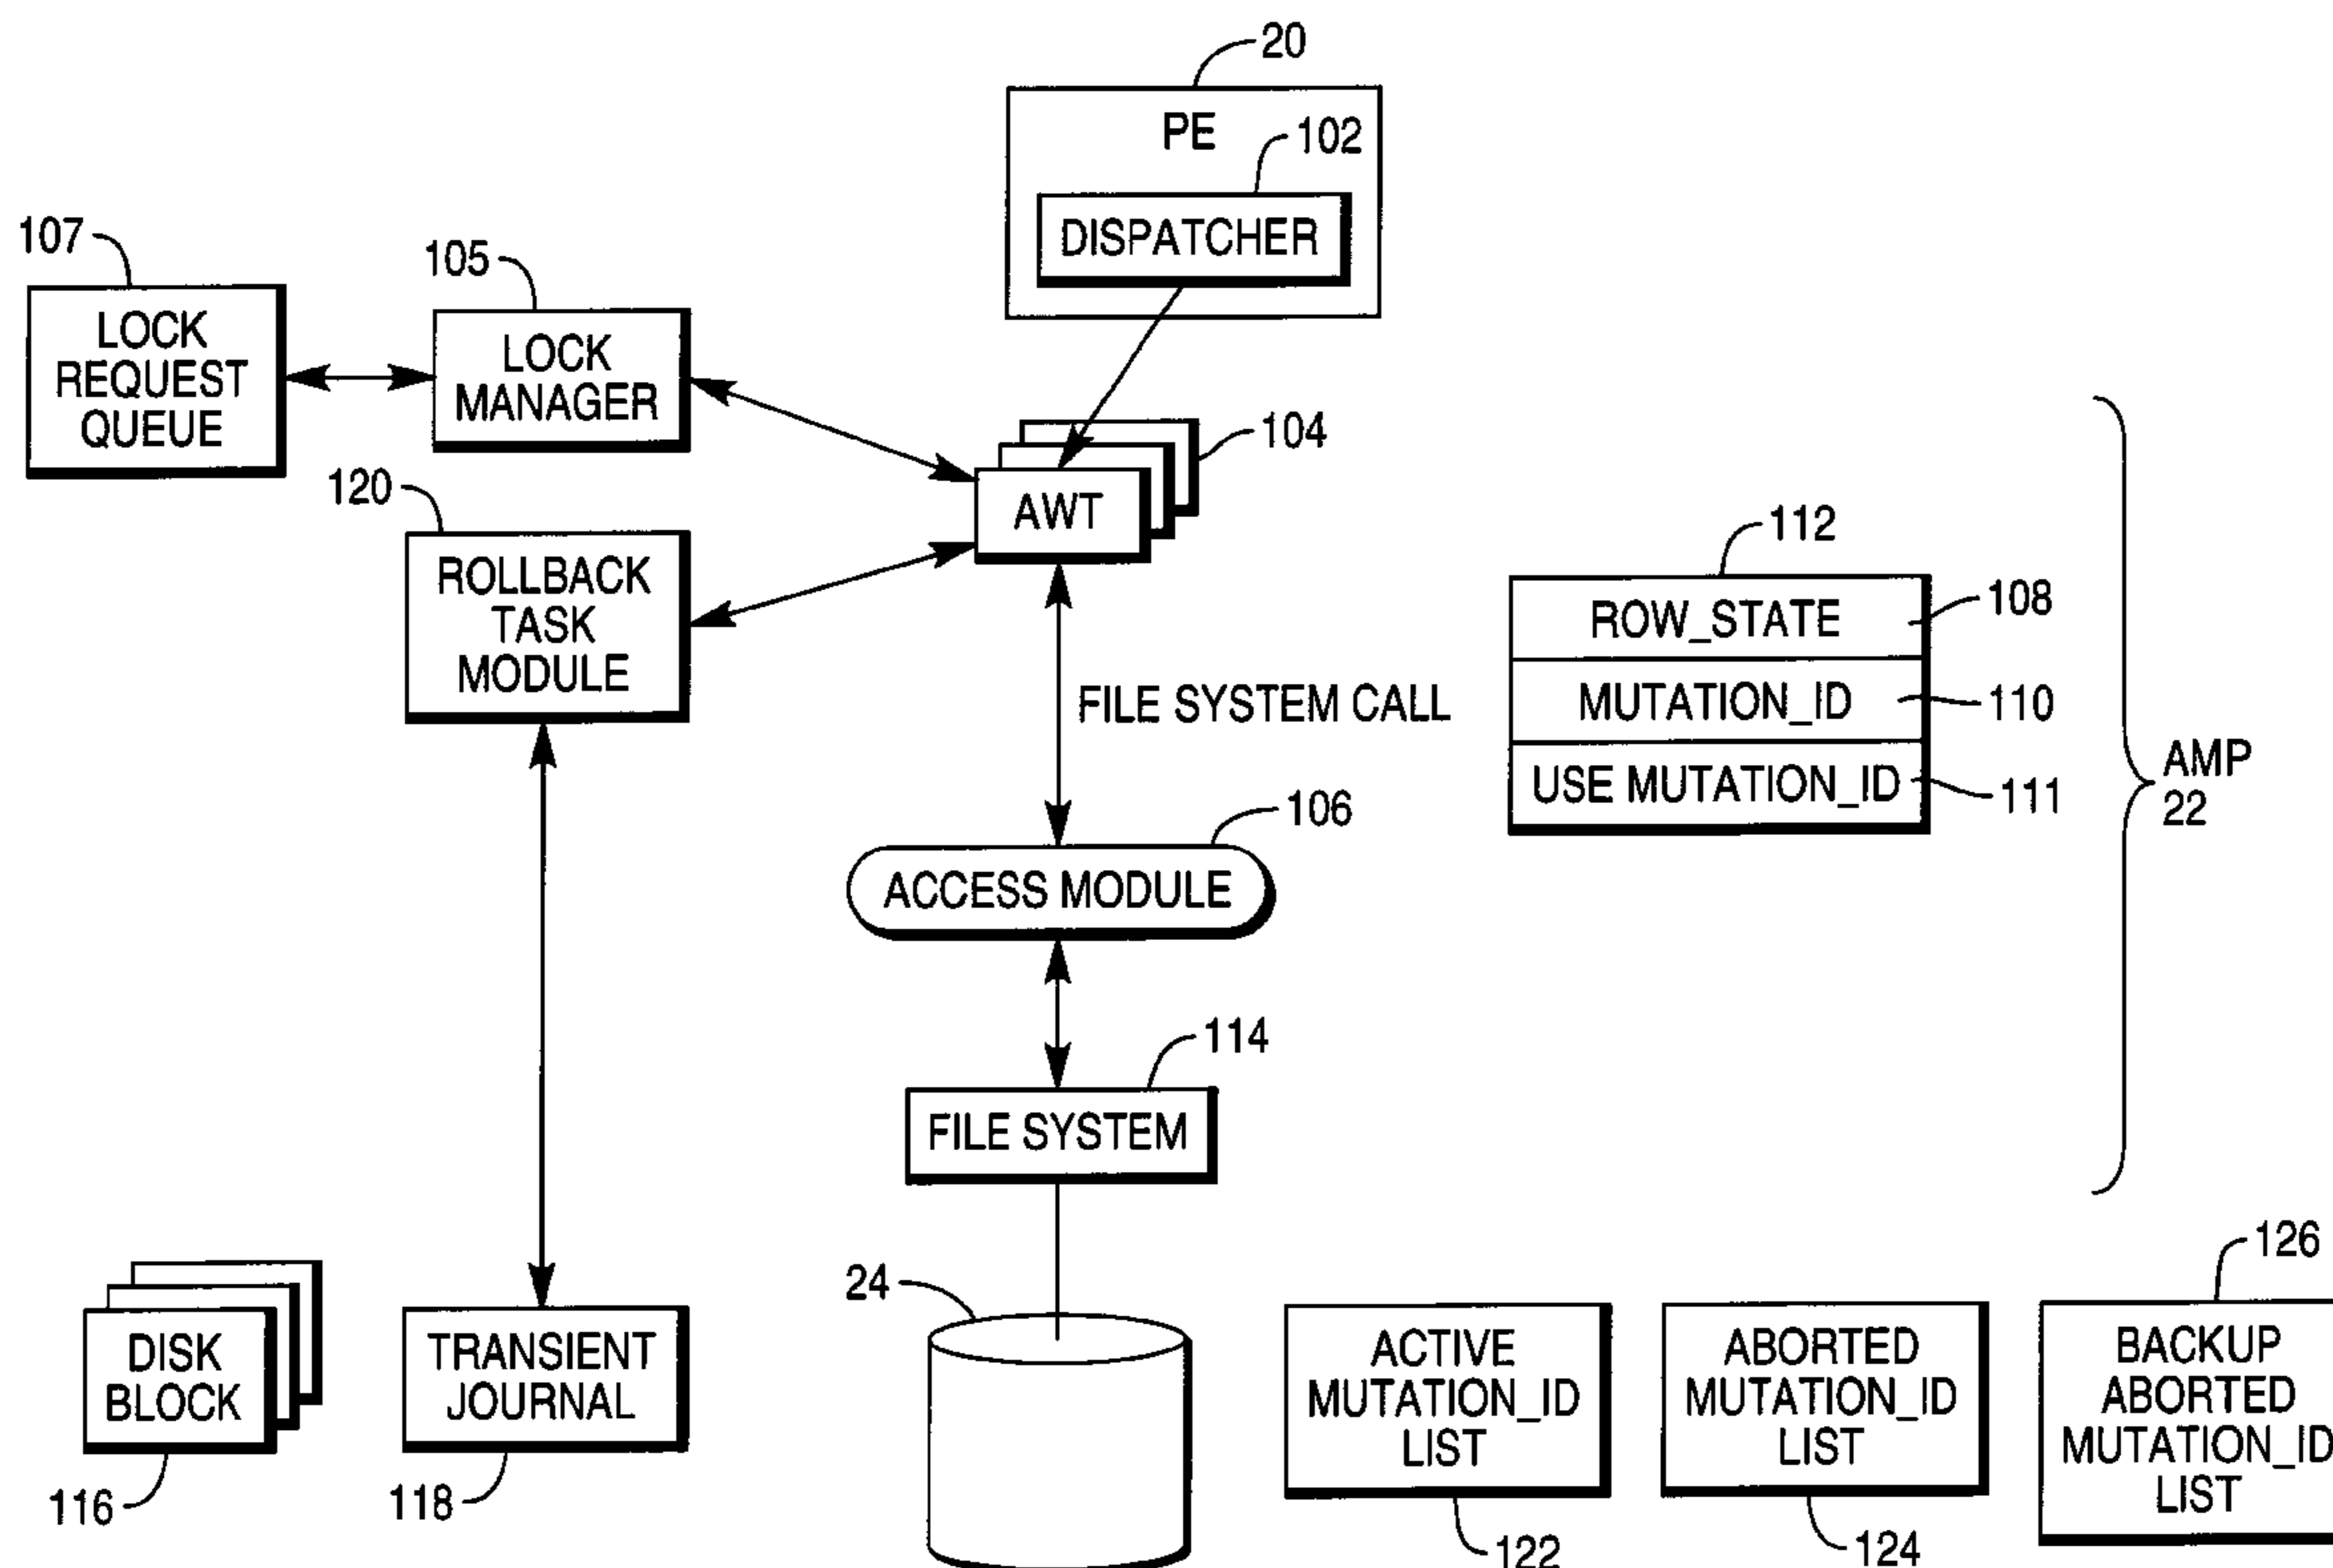 20
PE
102
DISPATCHER
107
LOCK
REQUEST
QUEUE
105
LOCK
MANAGER
104
AWT
120
ROLLBACK
TASK
MODULE
FILE SYSTEM CALL
112
ROW_STATE
108
MUTATION_ID
110
USE MUTATION_ID
111
AMP
22
106
ACCESS MODULE
114
FILE SYSTEM
24
DISK
BLOCK
116
TRANSIENT
JOURNAL
118
ACTIVE
MUTATION_ID
LIST
122
ABORTED
MUTATION_ID
LIST
124
126
BACKUP
ABORTED
MUTATION_ID
LIST